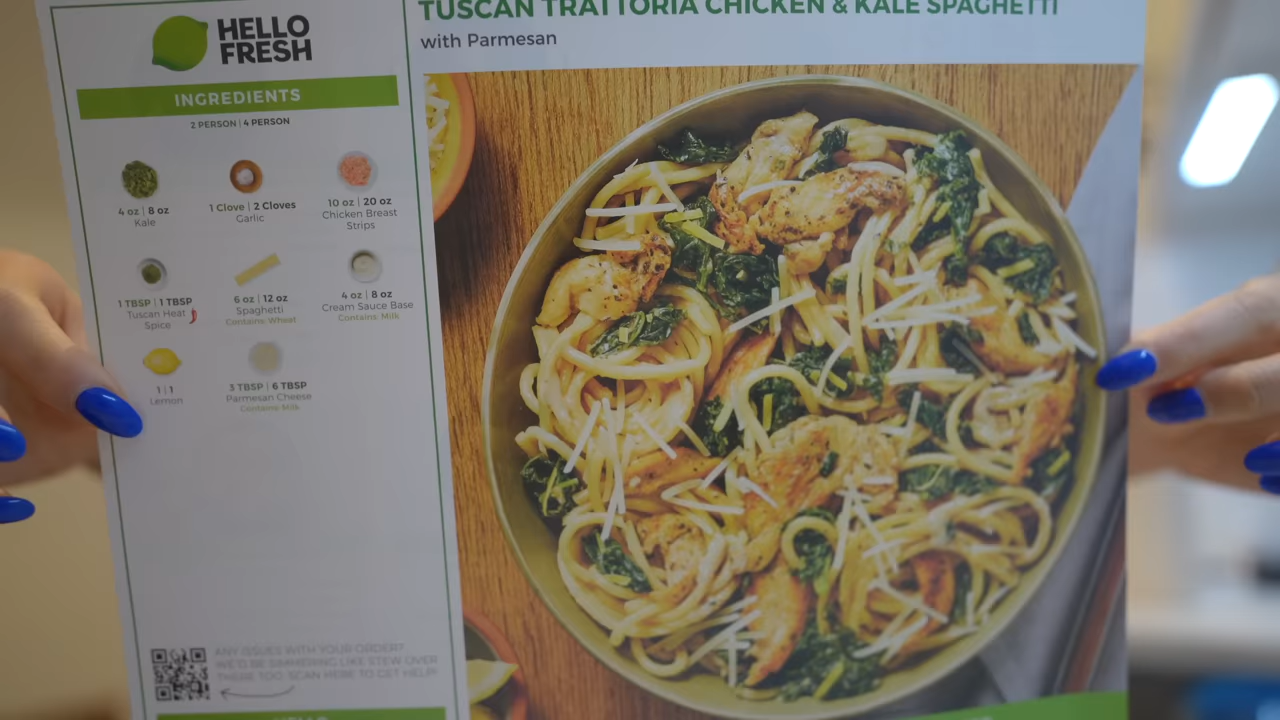 HELLO
FRESH
TUSCAN TRATTORIA CHICKEN & KALE SPAGHETTI
with Parmesan
INGREDIENTS
2 PERSON | 4 PERSON
4 oz | 8 oz
Kale
1 Clove | 2 Cloves
Garlic
10 oz | 20 oz
Chicken Breast
Strips
1 TBSP | 1 TBSP
Tuscan Heat
Spice
6 oz | 12 oz
Spaghetti
Contains: Wheat
4 oz | 8 oz
Cream Sauce Base
Contains: Milk
1 | 1
Lemon
3 TBSP | 6 TBSP
Parmesan Cheese
Contains: Milk
ANY ISSUES WITH YOUR ORDER?
WE'D BE SIMMERING LIKE STEW OVER
THERE TOO. SCAN HERE TO GET HELP!
HELLO